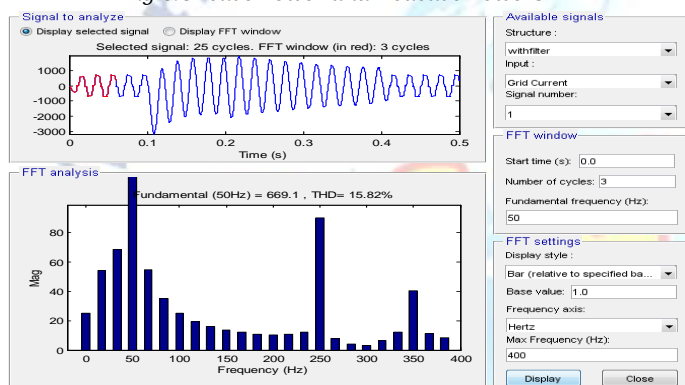 Signal to analyze
Display selected signal Display FFT window
Selected signal: 25 cycles. FFT window (in red): 3 cycles
1000
0
-1000
-2000
-3000
0 0.1 0.2 0.3 0.4 0.5
Time (s)
FFT analysis
Fundamental (50Hz) = 669.1 , THD= 15.82%
Mag
80
60
40
20
0
0 50 100 150 200 250 300 350 400
Frequency (Hz)
Available signals
Structure :
withfilter
Input :
Grid Current
Signal number:
1
FFT window
Start time (s): 0.0
Number of cycles: 3
Fundamental frequency (Hz):
50
FFT settings
Display style :
Bar (relative to specified ba...
Base value: 1.0
Frequency axis:
Hertz
Max Frequency (Hz):
400
Display Close